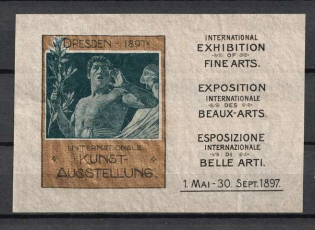 DRESDEN 1897
INTERNATIONALE
KUNST-
AUSSTELLUNG.
INTERNATIONAL
EXHIBITION
OF
FINE ARTS.
EXPOSITION
INTERNATIONALE
DES
BEAUX-ARTS.
ESPOSIZIONE
INTERNAZIONALE
DI
BELLE ARTI.
1. MAI - 30. SEPT. 1897.